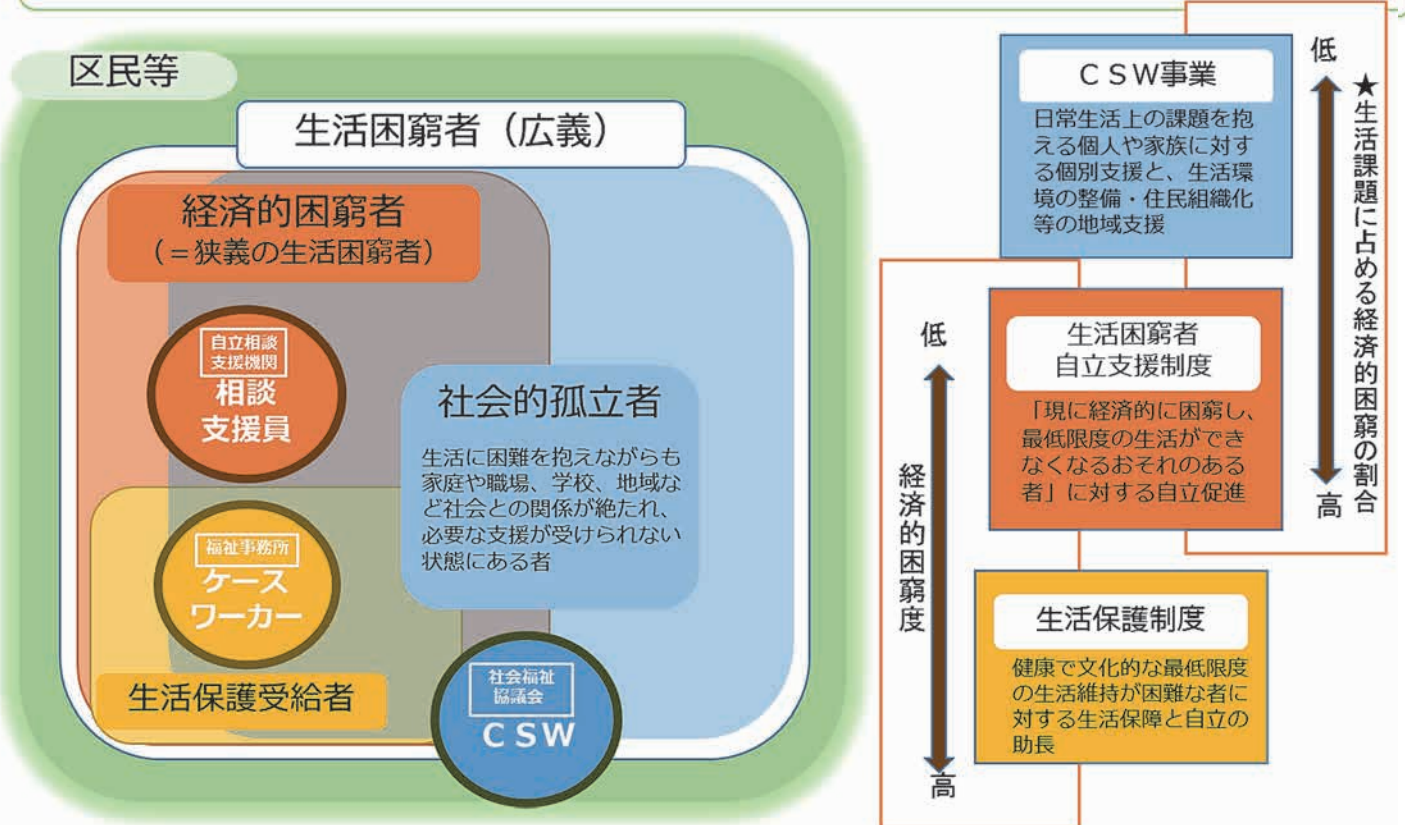 区民等
生活困窮者（広義）
経済的困窮者
（＝狭義の生活困窮者）
自立相談
支援機関
相談
支援員
社会的孤立者
生活に困難を抱えながらも
家庭や職場、学校、地域な
ど社会との関係が絶たれ、
必要な支援が受けられない
状態にある者
福祉事務所
ケース
ワーカー
生活保護受給者
社会福祉
協議会
ＣＳＷ
ＣＳＷ事業
日常生活上の課題を抱
える個人や家族に対す
る個別支援と、生活環
境の整備・住民組織化
等の地域支援
低
★生活課題に占める経済的困窮の割合
高
生活困窮者
自立支援制度
「現に経済的に困窮し、
最低限度の生活ができ
なくなるおそれのある
者」に対する自立促進
低
経済的困窮度
高
生活保護制度
健康で文化的な最低限度
の生活維持が困難な者に
対する生活保障と自立の
助長